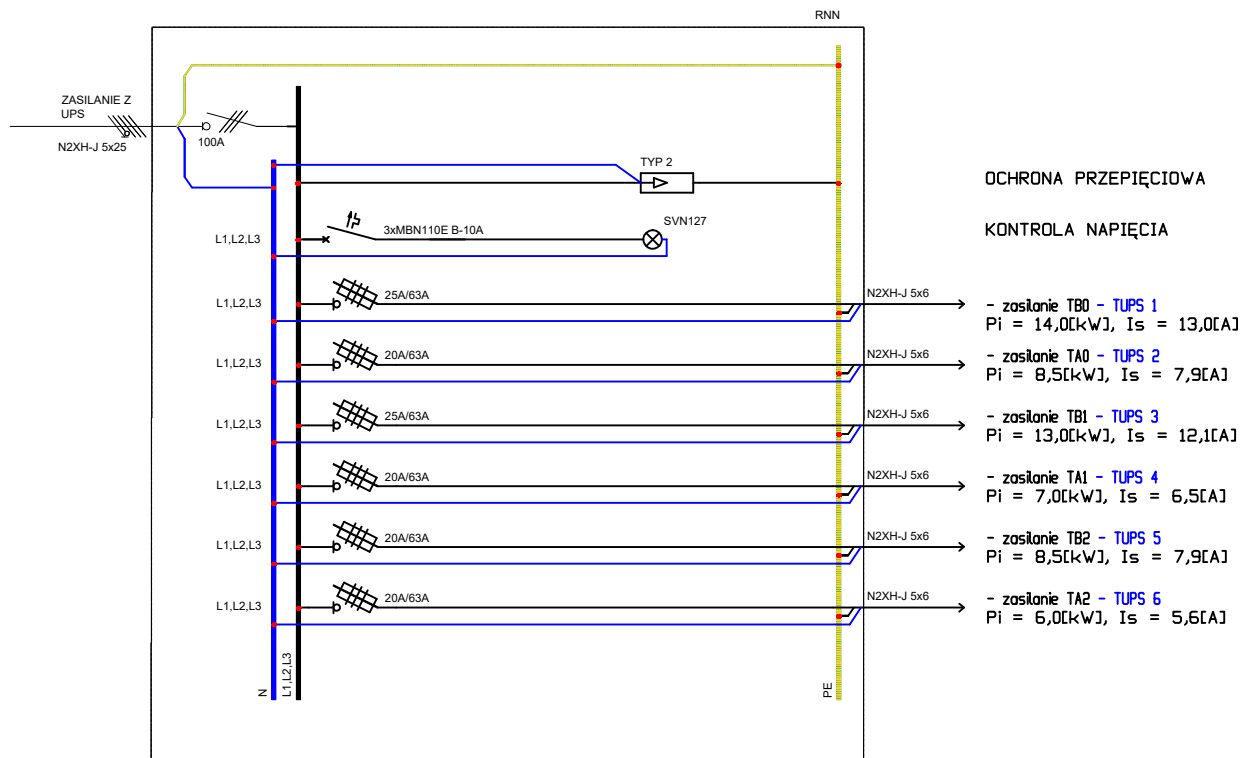 RNN
ZASILANIE Z
UPS
N2XH-J 5x25
100A
TYP 2
OCHRONA PRZEPIĘCIOWA
L1,L2,L3
3xMBN110E B-10A
SVN127
KONTROLA NAPIĘCIA
L1,L2,L3
25A/63A
N2XH-J 5x6
- zasilanie TB0 - TUPS 1
Pi = 14,0[kW], Is = 13,0[A]
L1,L2,L3
20A/63A
N2XH-J 5x6
- zasilanie TA0 - TUPS 2
Pi = 8,5[kW], Is = 7,9[A]
L1,L2,L3
25A/63A
N2XH-J 5x6
- zasilanie TB1 - TUPS 3
Pi = 13,0[kW], Is = 12,1[A]
L1,L2,L3
20A/63A
N2XH-J 5x6
- zasilanie TA1 - TUPS 4
Pi = 7,0[kW], Is = 6,5[A]
L1,L2,L3
20A/63A
N2XH-J 5x6
- zasilanie TB2 - TUPS 5
Pi = 8,5[kW], Is = 7,9[A]
L1,L2,L3
20A/63A
N2XH-J 5x6
- zasilanie TA2 - TUPS 6
Pi = 6,0[kW], Is = 5,6[A]
N
L1,L2,L3
PE